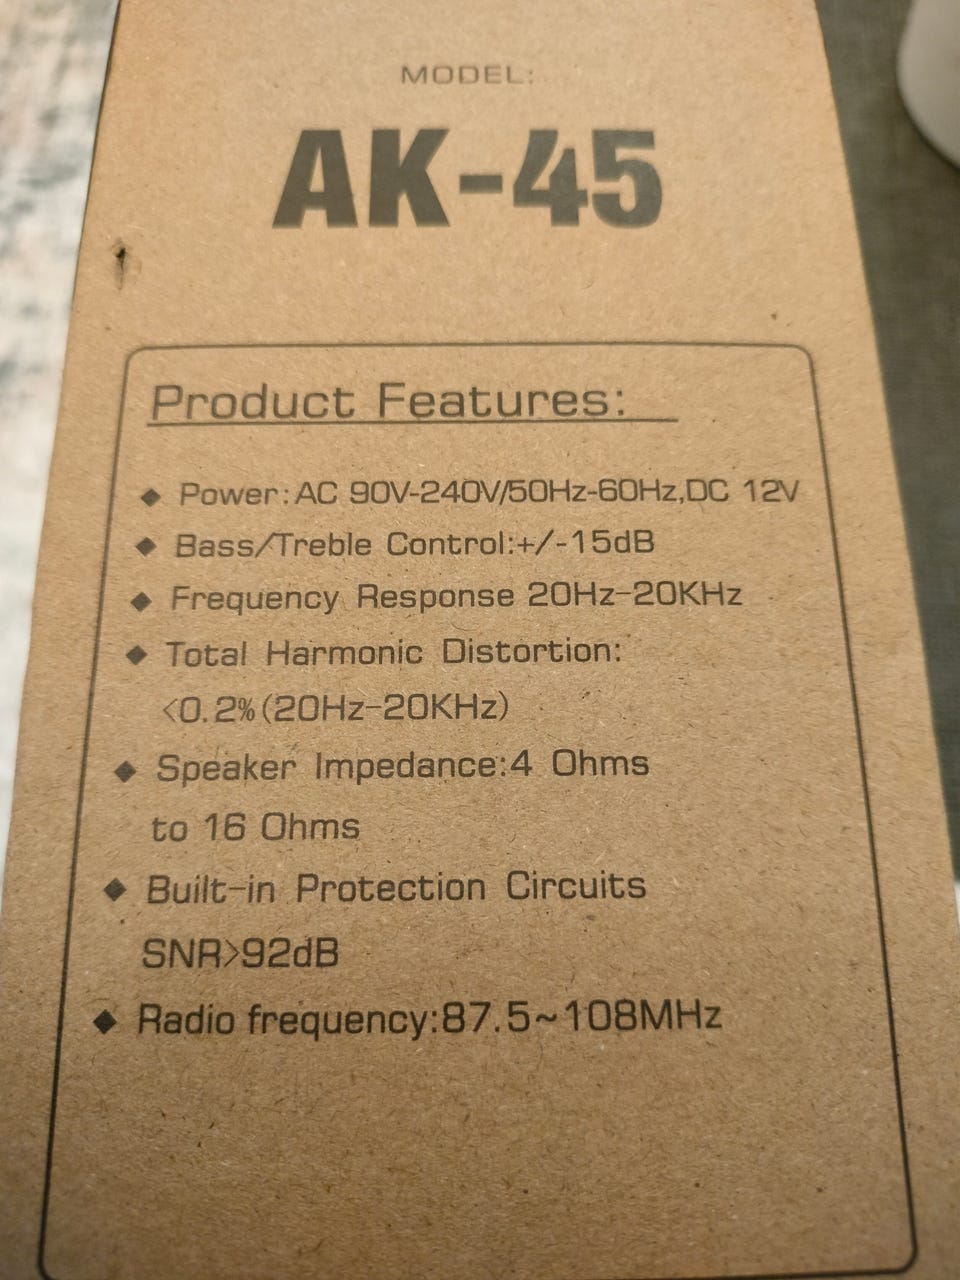 MODEL:
AK-45
Product Features:
◆ Power:AC 90V-240V/50Hz-60Hz,DC 12V
◆ Bass/Treble Control:+/-15dB
◆ Frequency Response 20Hz-20KHz
◆ Total Harmonic Distortion:
<0.2%(20Hz-20KHz)
◆ Speaker Impedance:4 Ohms
to 16 Ohms
◆ Built-in Protection Circuits
SNR>92dB
◆ Radio frequency:87.5~108MHz